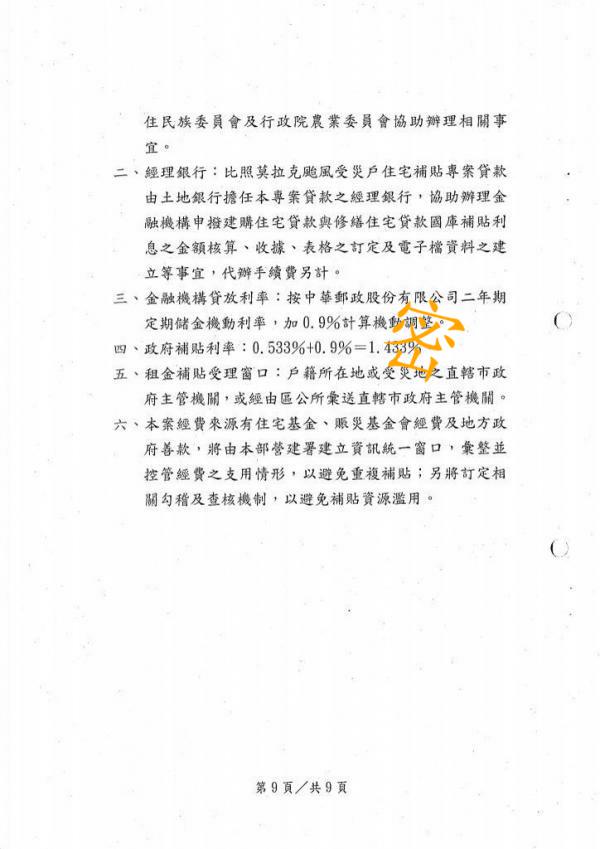 住民族委員會及行政院農業委員會協助辦理相關事
宜。
二、經理銀行：比照莫拉克颱風受災戶住宅補貼專案貸款
由土地銀行擔任本專案貸款之經理銀行，協助辦理金
融機構申撥建購住宅貸款與修繕住宅貸款國庫補貼利
息之金額核算、收據、表格之訂定及電子檔資料之建
立等事宜，代辦手續費另計。
三、金融機構貸放利率：按中華郵政股份有限公司二年期
定期儲金機動利率，加0.9%計算機動調整。
密
四、政府補貼利率：0.533%+0.9%=1.433%
五、租金補貼受理窗口：戶籍所在地或受災地之直轄市政
府主管機關，或經由區公所彙送直轄市政府主管機關。
六、本案經費來源有住宅基金、賑災基金會經費及地方政
府善款，將由本部營建署建立資訊統一窗口，彙整並
控管經費之支用情形，以避免重複補貼；另將訂定相
關勾稽及查核機制，以避免補貼資源濫用。
第9頁／共9頁